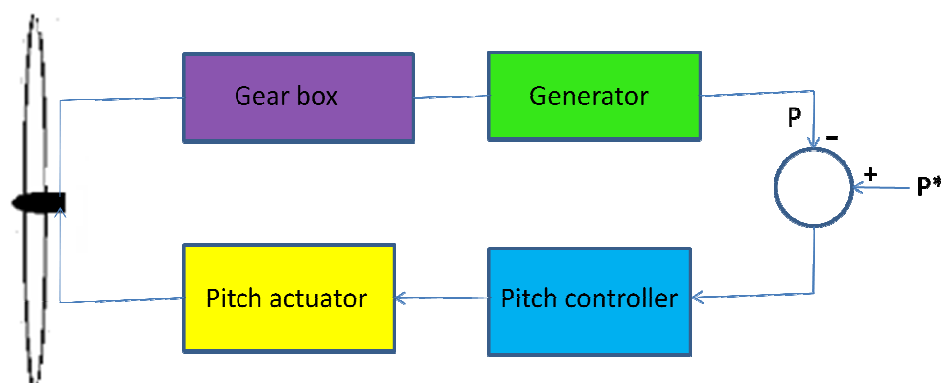 Gear box
Generator
P
-
+
P*
Pitch actuator
Pitch controller